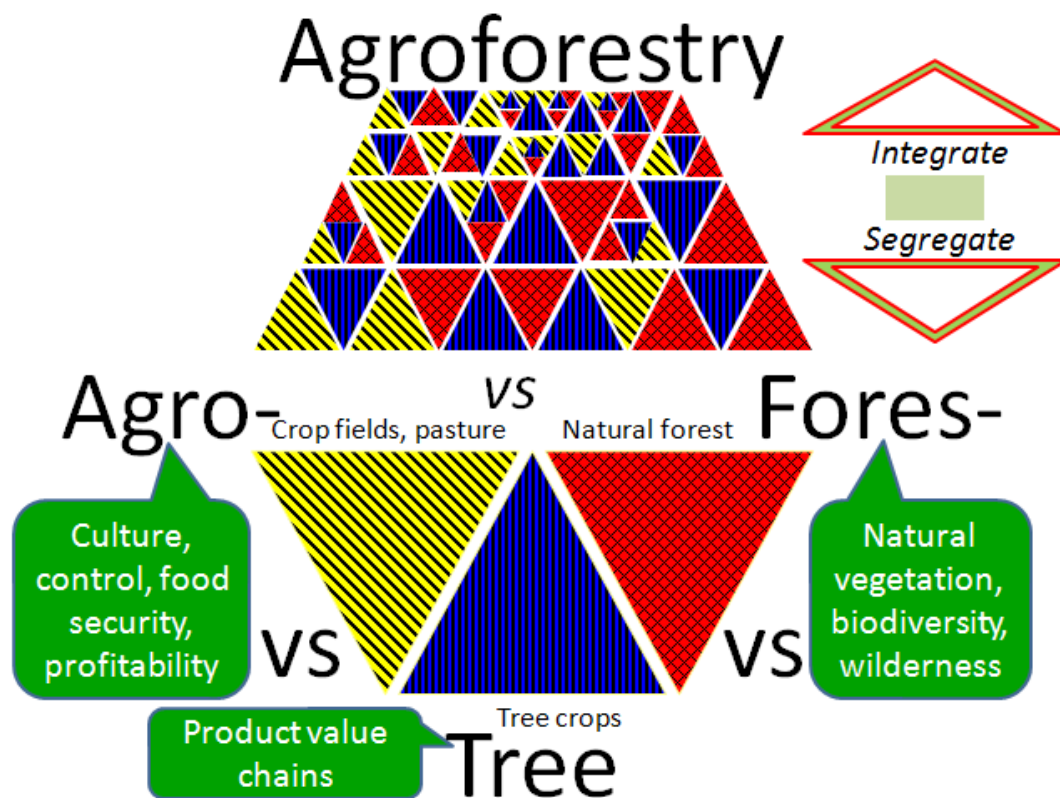 Agroforestry
Integrate
Segregate
vs
Agro-
Fores-
Crop fields, pasture
Natural forest
Culture,
control, food
security,
profitability
Natural
vegetation,
biodiversity,
wilderness
vs
vs
Tree crops
Product value
chains
Tree